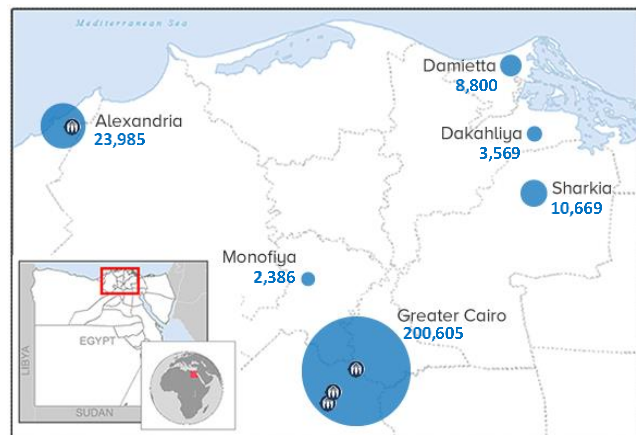 Mediterranean Sea
Damietta
8,800
Alexandria
23,985
Dakahliya
3,569
Sharkia
10,669
Monofiya
2,386
Greater Cairo
200,605
LIBYA
EGYPT
SUDAN